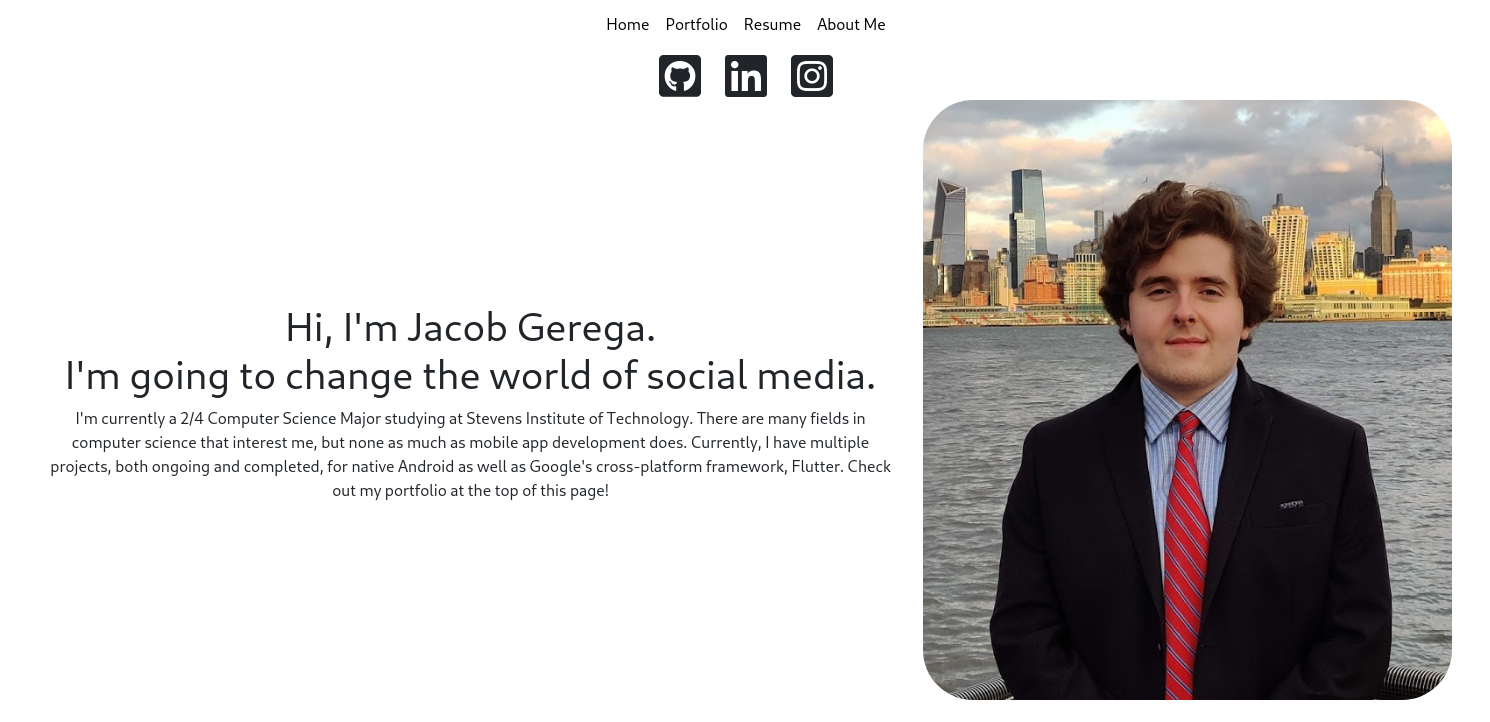 Home Portfolio Resume About Me
in
Hi, I'm Jacob Gerega.
I'm going to change the world of social media.
I'm currently a 2/4 Computer Science Major studying at Stevens Institute of Technology. There are many fields in
computer science that interest me, but none as much as mobile app development does. Currently, I have multiple
projects, both ongoing and completed, for native Android as well as Google's cross-platform framework, Flutter. Check
out my portfolio at the top of this page!